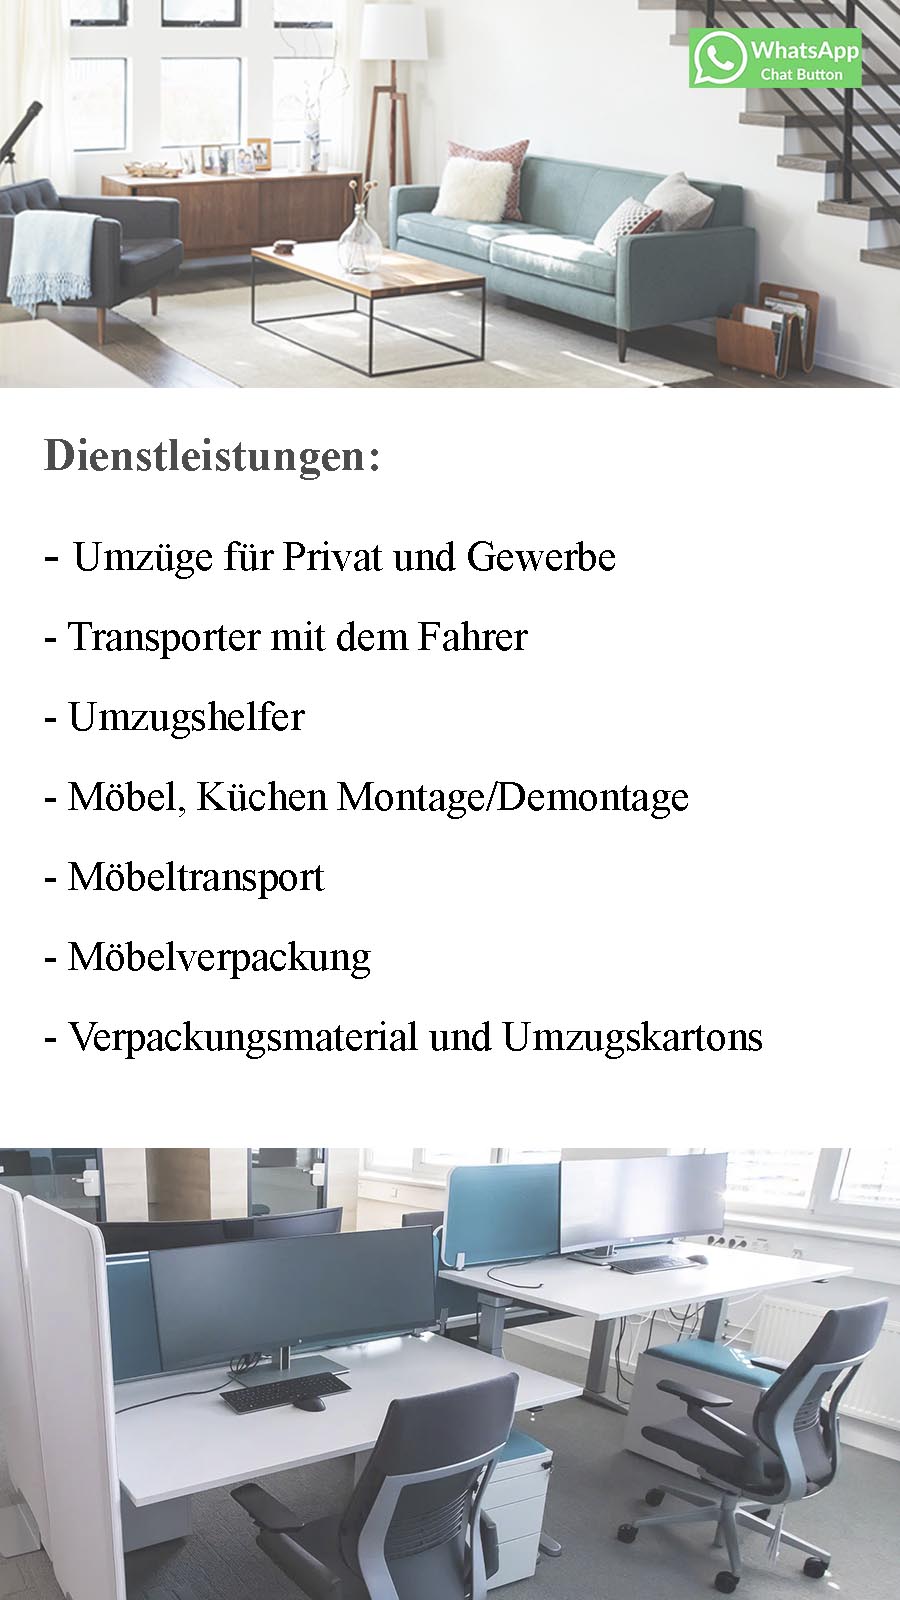 WhatsApp
Chat Button
Dienstleistungen:
- Umzüge für Privat und Gewerbe
- Transporter mit dem Fahrer
- Umzugshelfer
- Möbel, Küchen Montage/Demontage
- Möbeltransport
- Möbelverpackung
- Verpackungsmaterial und Umzugskartons